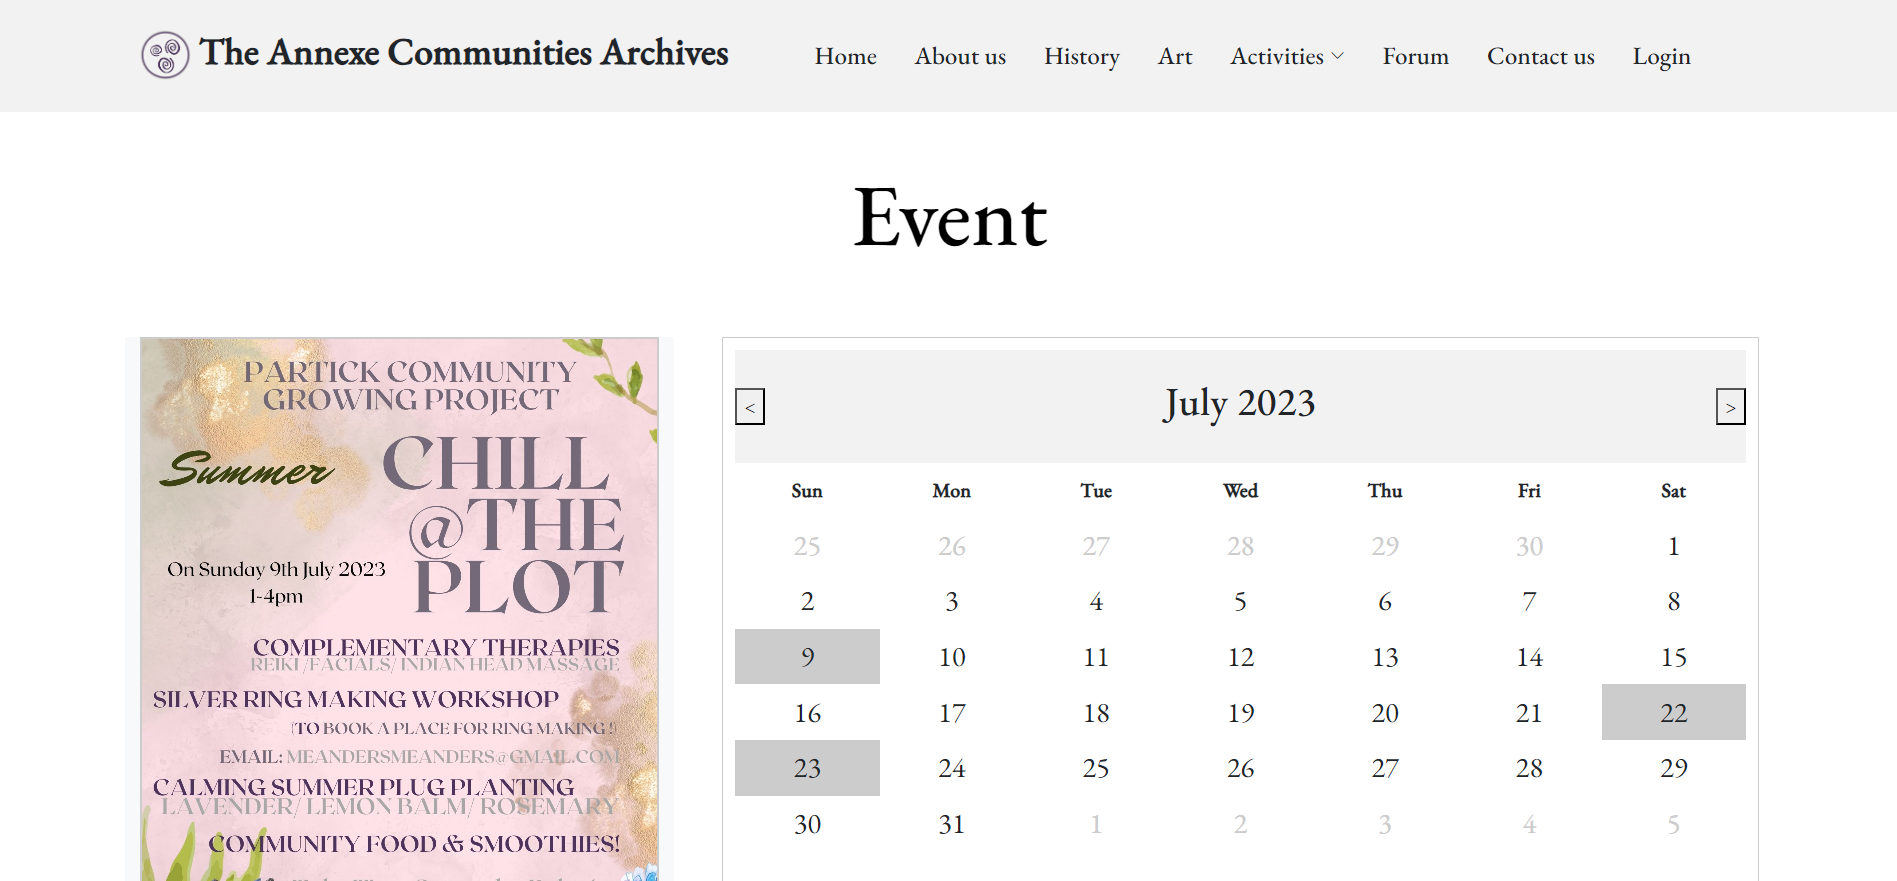 The Annexe Communities Archives
Home About us History Art Activities Forum Contact us Login
Event
PARTICK COMMUNITY
GROWING PROJECT
Summer
CHILL
@THE
PLOT
On Sunday 9th July 2023
1-4pm
COMPLEMENTARY THERAPIES
REIKI /FACIALS/ INDIAN HEAD MASSAGE
SILVER RING MAKING WORKSHOP
(TO BOOK A PLACE FOR RING MAKING !)
EMAIL: MEANDERSMEANDERS@GMAIL.COM
CALMING SUMMER PLUG PLANTING
LAVENDER/ LEMON BALM/ ROSEMARY
COMMUNITY FOOD & SMOOTHIES!
< July 2023 >
Sun Mon Tue Wed Thu Fri Sat
25 26 27 28 29 30 1
2 3 4 5 6 7 8
9 10 11 12 13 14 15
16 17 18 19 20 21 22
23 24 25 26 27 28 29
30 31 1 2 3 4 5